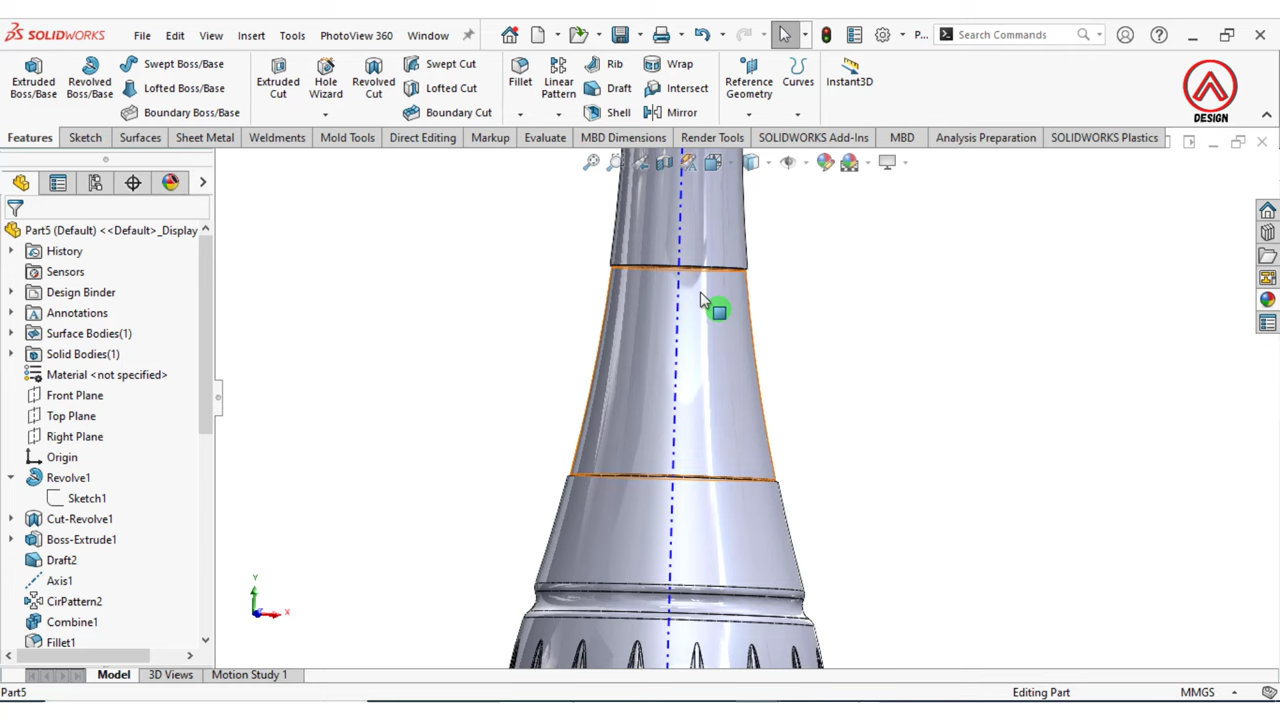 SOLIDWORKS File Edit View Insert Tools PhotoView 360 Window P... Search Commands
Extruded Boss/Base
Revolved Boss/Base
Swept Boss/Base
Lofted Boss/Base
Boundary Boss/Base
Extruded Cut
Hole Wizard
Revolved Cut
Swept Cut
Lofted Cut
Boundary Cut
Fillet
Linear Pattern
Rib
Draft
Shell
Wrap
Intersect
Mirror
Reference Geometry
Curves
Instant3D
DESIGN
Features Sketch Surfaces Sheet Metal Weldments Mold Tools Direct Editing Markup Evaluate MBD Dimensions Render Tools SOLIDWORKS Add-Ins MBD Analysis Preparation SOLIDWORKS Plastics
Part5 (Default) <<Default>_Display
History
Sensors
Design Binder
Annotations
Surface Bodies(1)
Solid Bodies(1)
Material <not specified>
Front Plane
Top Plane
Right Plane
Origin
Revolve1
Sketch1
Cut-Revolve1
Boss-Extrude1
Draft2
Axis1
CirPattern2
Combine1
Fillet1
Y
X
Model 3D Views Motion Study 1
Part5 Editing Part MMGS